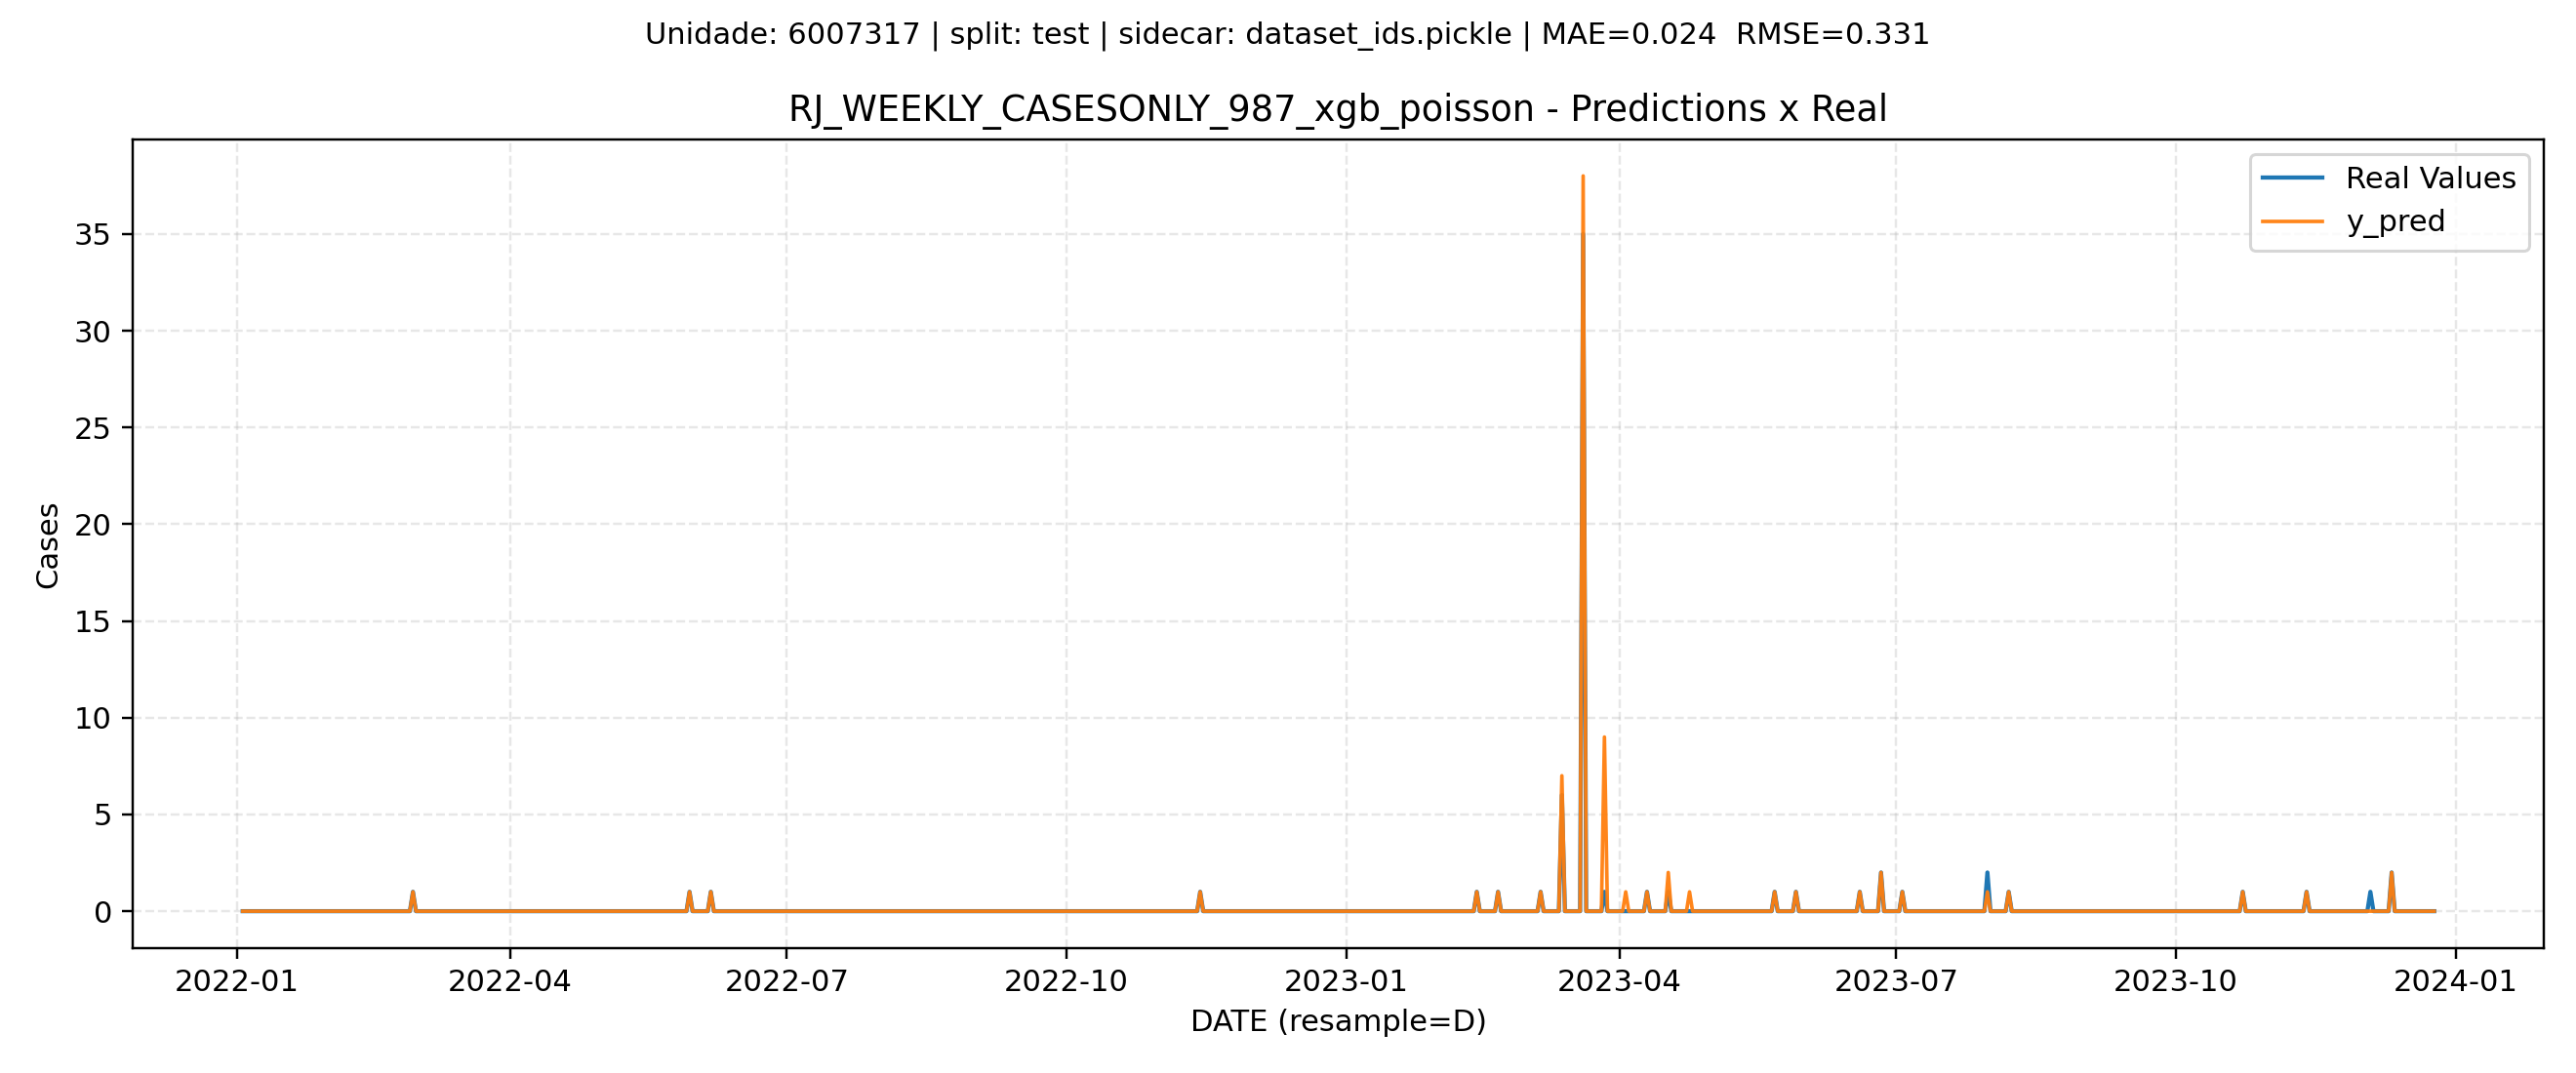 Unidade: 6007317 | split: test | sidecar: dataset_ids.pickle | MAE=0.024  RMSE=0.331
RJ_WEEKLY_CASESONLY_987_xgb_poisson - Predictions x Real
Real Values
y_pred
35
30
25
20
15
10
5
0
Cases
2022-01
2022-04
2022-07
2022-10
2023-01
2023-04
2023-07
2023-10
2024-01
DATE (resample=D)